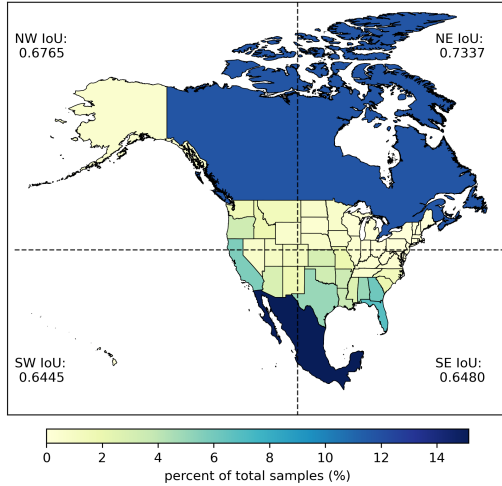 NW IoU:
0.6765
NE IoU:
0.7337
SW IoU:
0.6445
SE IoU:
0.6480
0 2 4 6 8 10 12 14
percent of total samples (%)